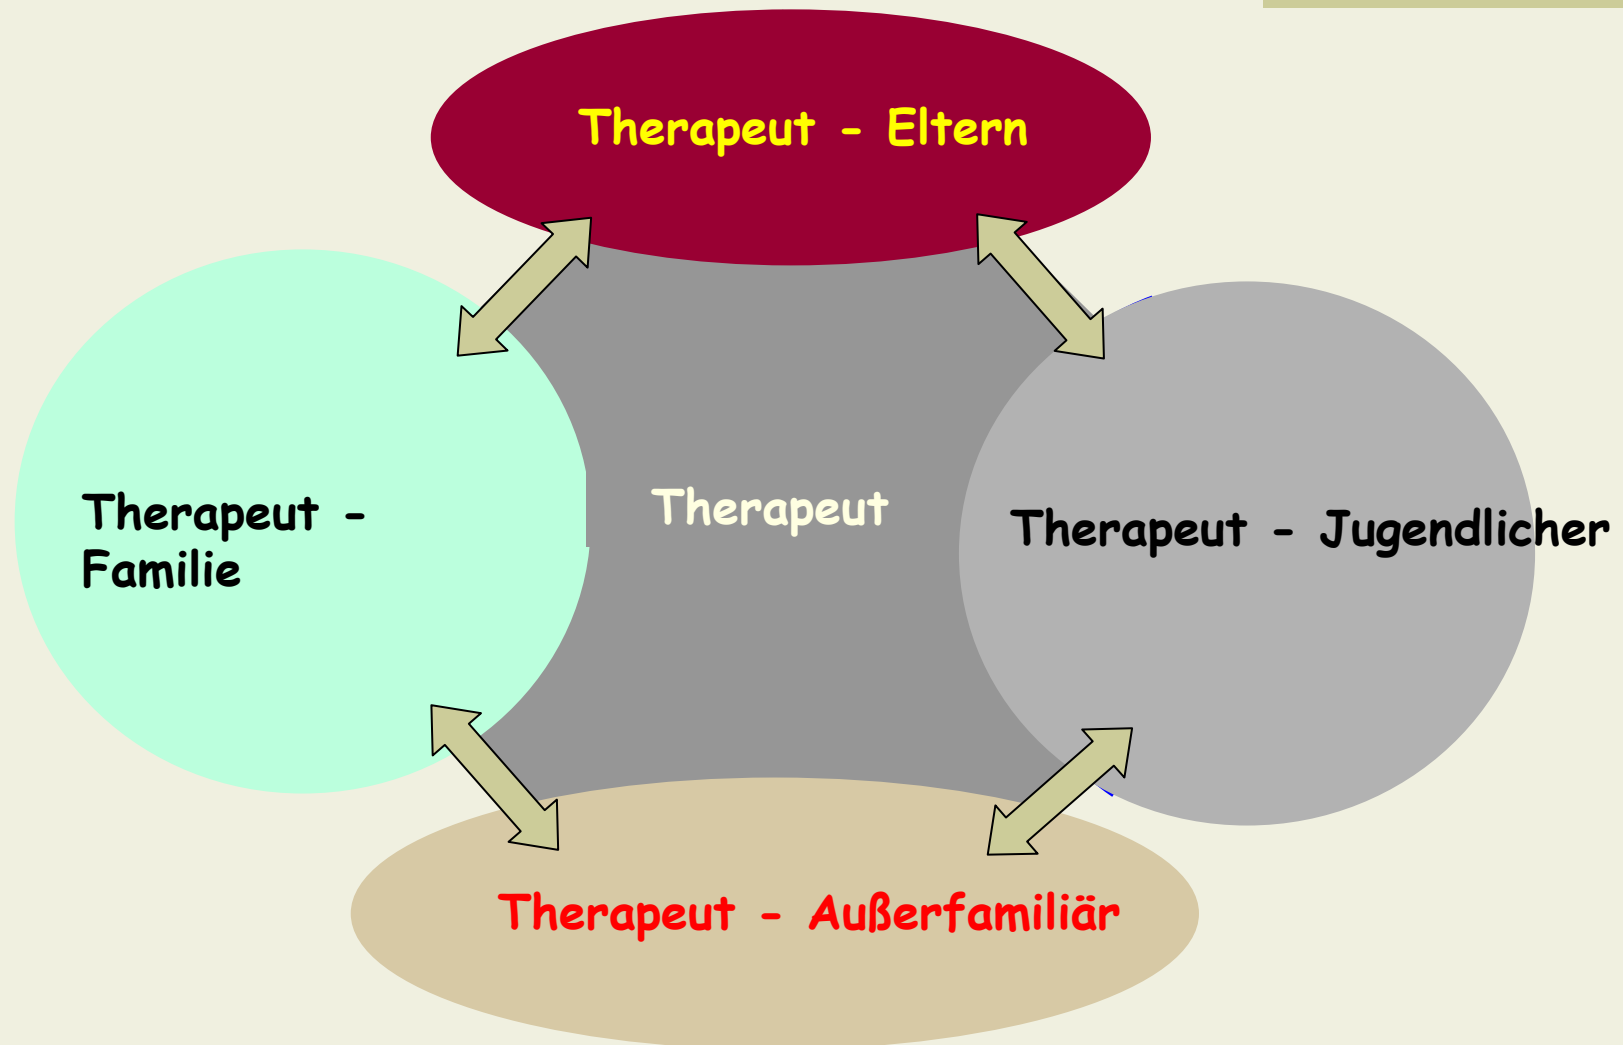 Therapeut - Eltern
Therapeut -
Familie
Therapeut
Therapeut - Jugendlicher
Therapeut - Außerfamiliär